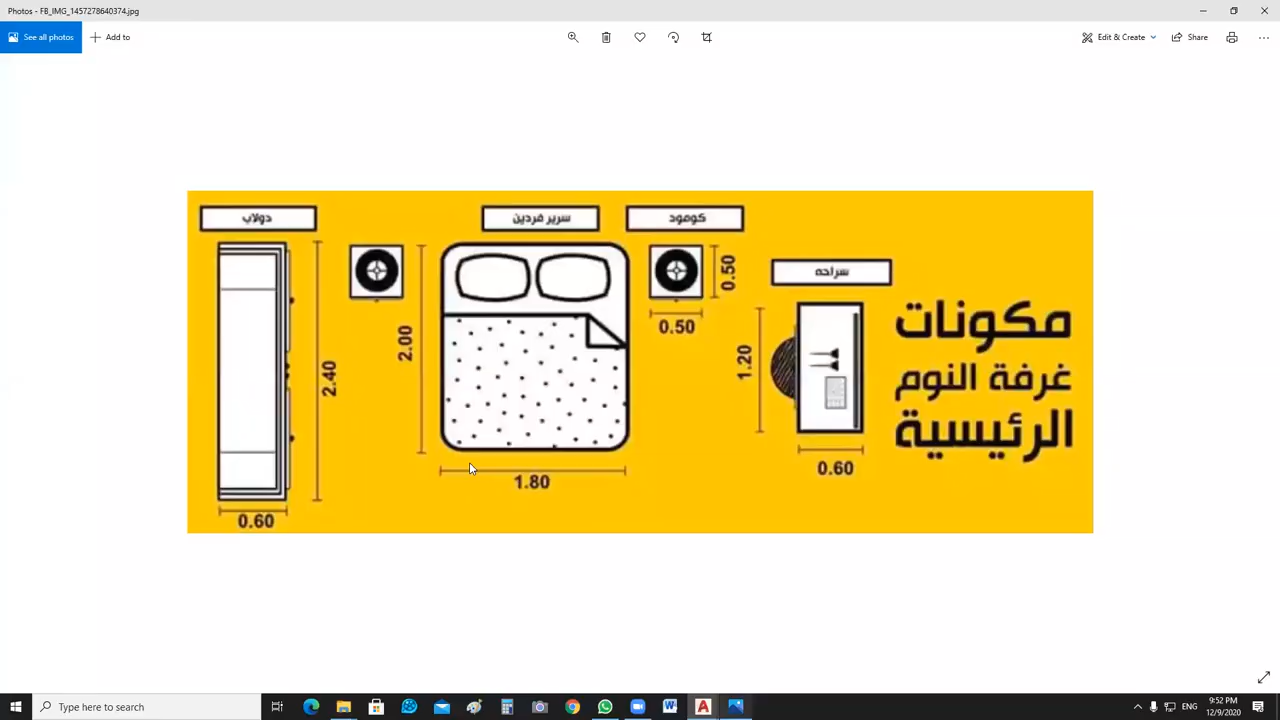 Photos - FB_IMG_1457278640374.jpg
See all photos
Add to
Edit & Create
Share
دولاب
سرير فردين
كومود
سراحه
مكونات
غرفة النوم
الرئيسية
0.50
0.50
2.00
1.20
2.40
0.60
1.80
0.60
Type here to search
ENG
9:52 PM
12/9/2020